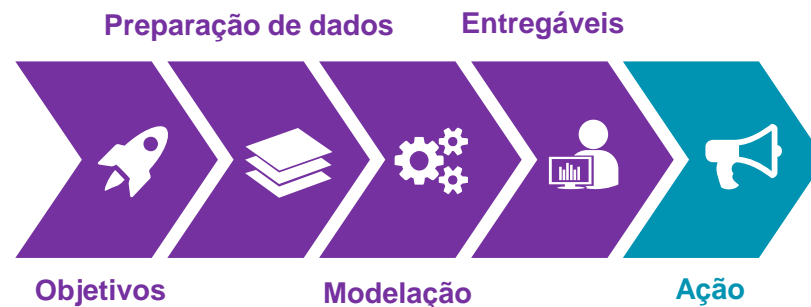 Preparação de dados
Entregáveis
Objetivos
Modelação
Ação